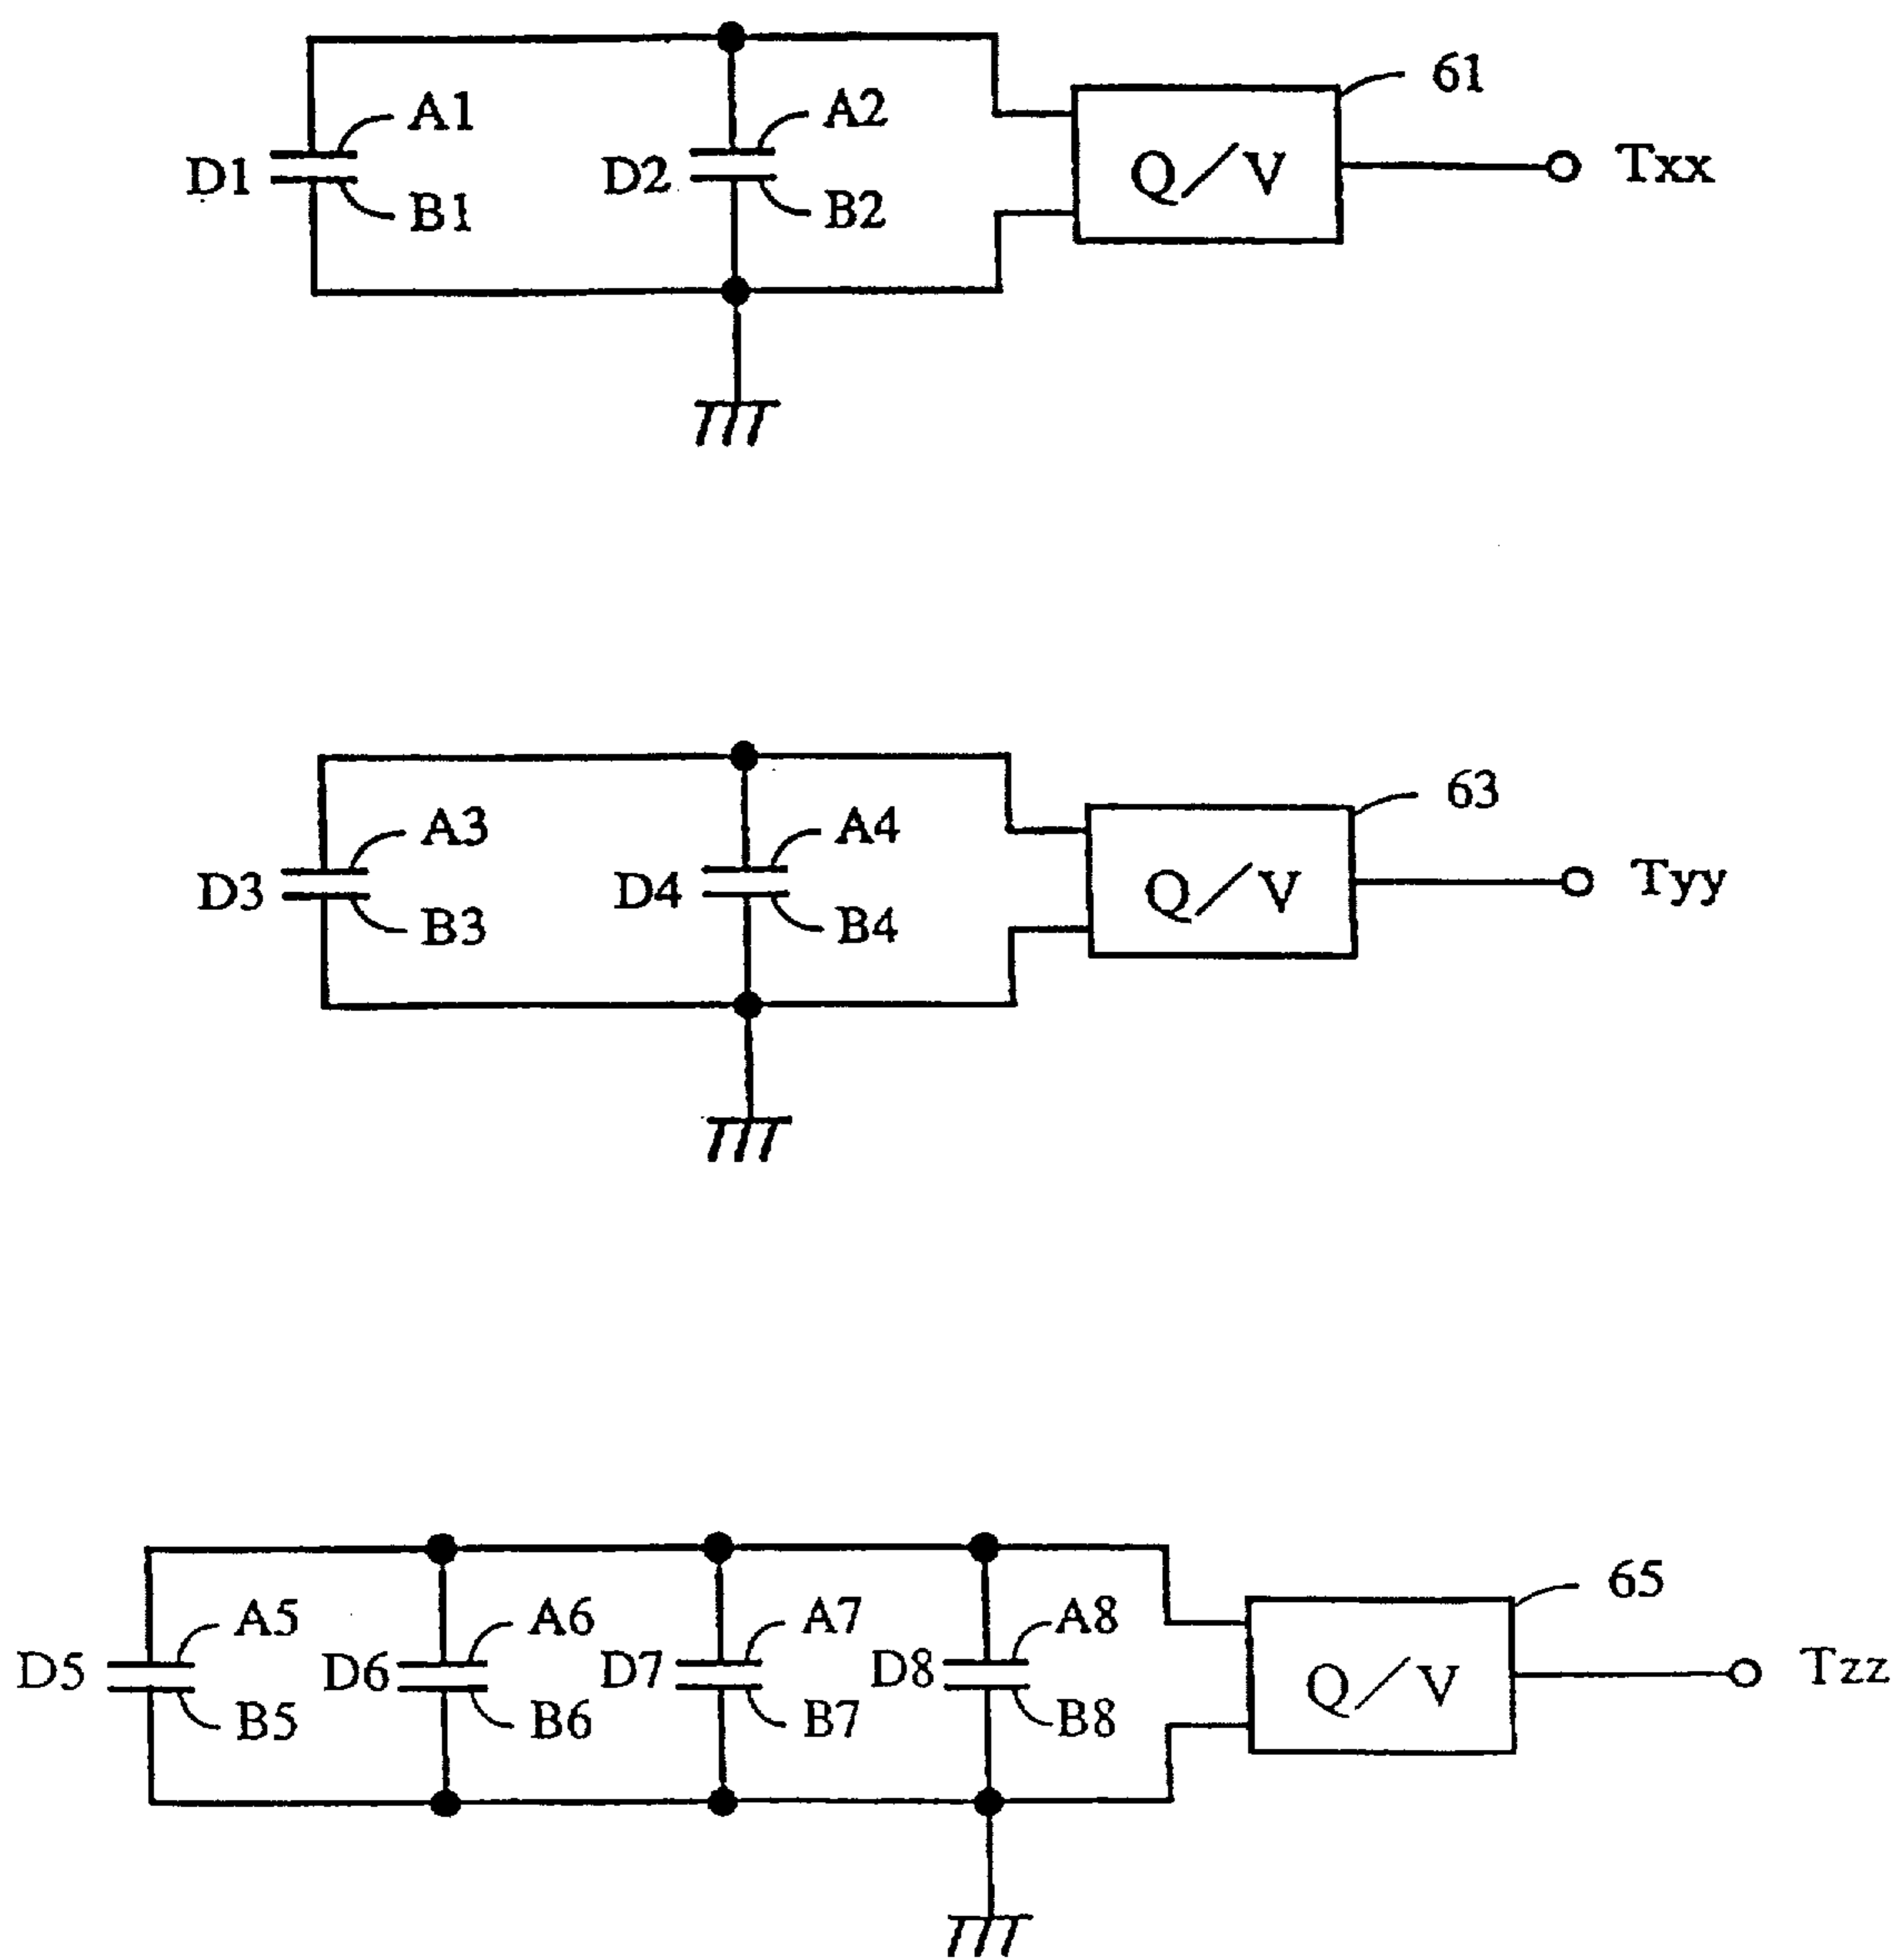 61
A1
A2
D1
D2
Q/V
Txx
B1
B2
63
A3
A4
D3
D4
Q/V
Tyy
B3
B4
65
A5
A6
A7
A8
D5
D6
D7
D8
Q/V
Tzz
B5
B6
B7
B8